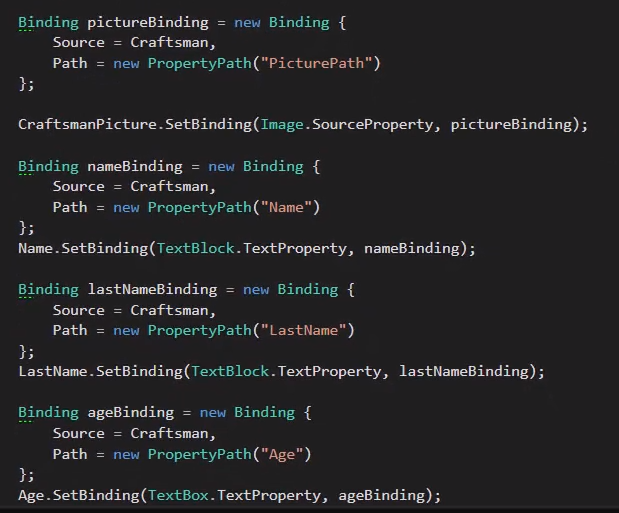 Binding pictureBinding = new Binding {
    Source = Craftsman,
    Path = new PropertyPath("PicturePath")
};

CraftsmanPicture.SetBinding(Image.SourceProperty, pictureBinding);

Binding nameBinding = new Binding {
    Source = Craftsman,
    Path = new PropertyPath("Name")
};
Name.SetBinding(TextBlock.TextProperty, nameBinding);

Binding lastNameBinding = new Binding {
    Source = Craftsman,
    Path = new PropertyPath("LastName")
};
LastName.SetBinding(TextBlock.TextProperty, lastNameBinding);

Binding ageBinding = new Binding {
    Source = Craftsman,
    Path = new PropertyPath("Age")
};
Age.SetBinding(TextBox.TextProperty, ageBinding);